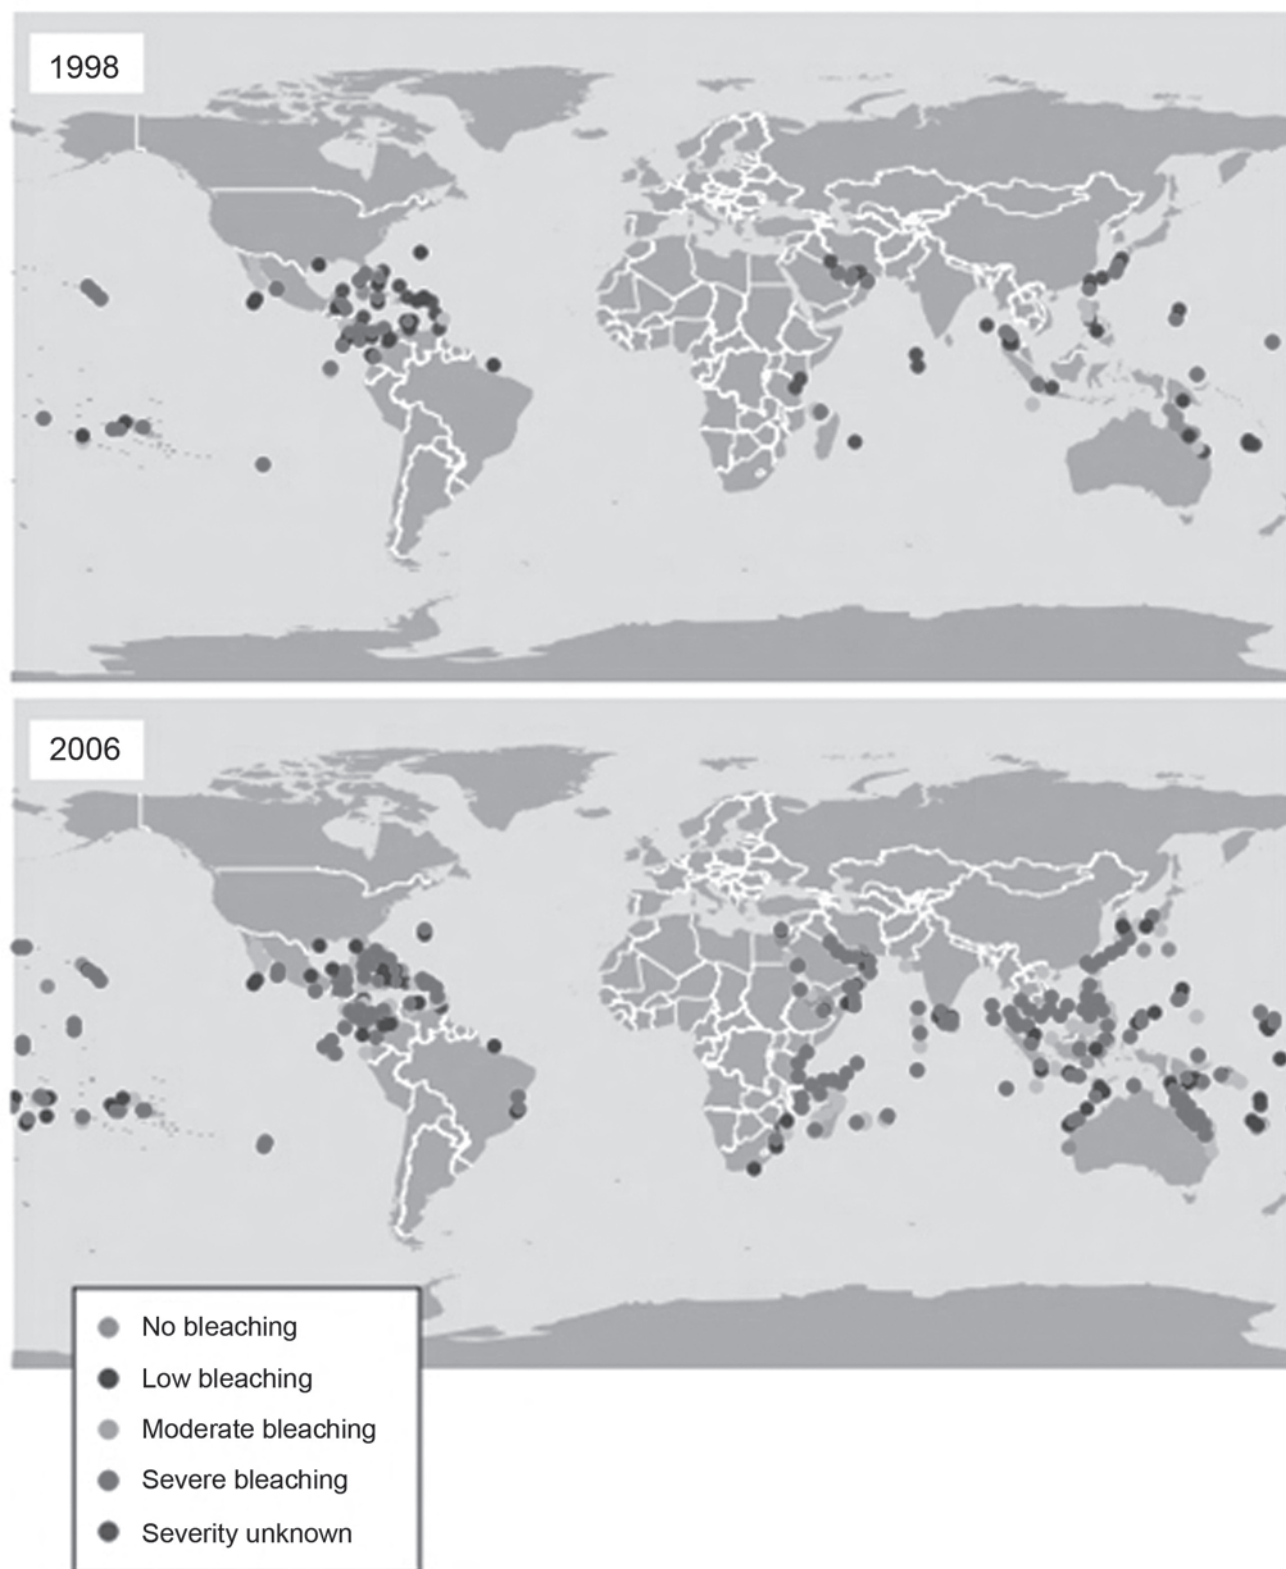 1998
2006
No bleaching
Low bleaching
Moderate bleaching
Severe bleaching
Severity unknown